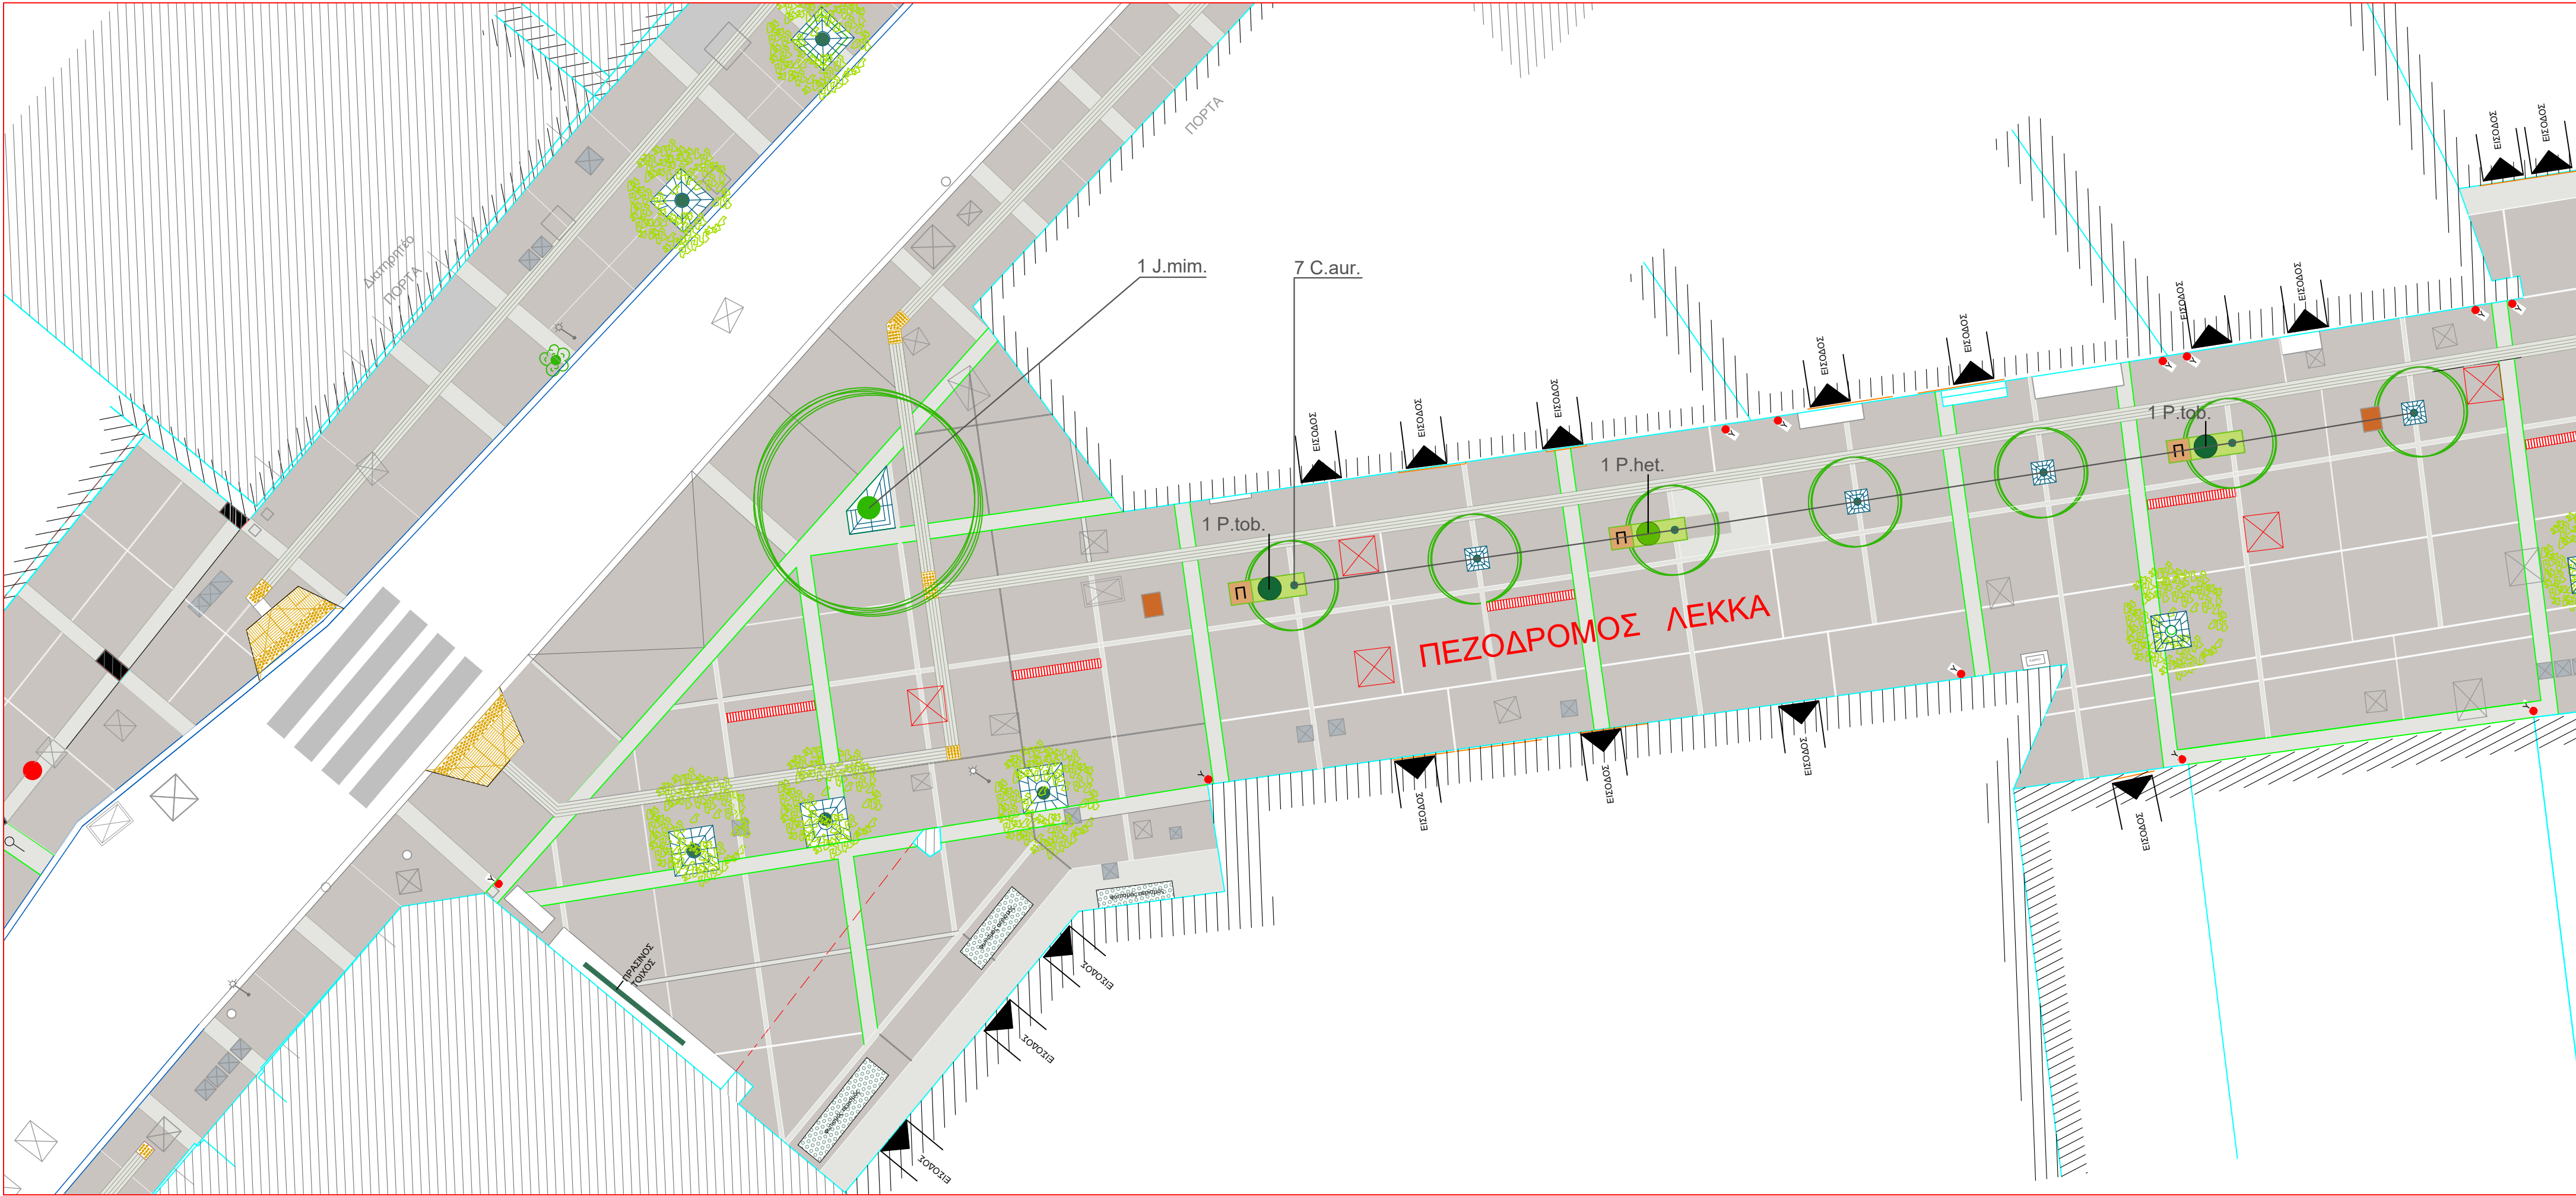 ΕΙΣΟΔΟΣ
ΕΙΣΟΔΟΣ
ΠΟΡΤΑ
Διατηρητέο
ΠΟΡΤΑ
1 J.mim.
7 C.aur.
ΕΙΣΟΔΟΣ
ΕΙΣΟΔΟΣ
Υ
Υ
ΕΙΣΟΔΟΣ
ΕΙΣΟΔΟΣ
Υ
Υ
ΕΙΣΟΔΟΣ
ΕΙΣΟΔΟΣ
ΕΙΣΟΔΟΣ
Υ
Υ
1 P.tob.
Π
1 P.het.
Π
1 P.tob.
Π
ΠΕΖΟΔΡΟΜΟΣ ΛΕΚΚΑ
Υ
Υ
Υ
Υ
ΕΙΣΟΔΟΣ
ΕΙΣΟΔΟΣ
ΕΙΣΟΔΟΣ
ΕΙΣΟΔΟΣ
Υ
ΠΡΑΣΙΝΟΣ
ΤΟΙΧΟΣ
ΕΙΣΟΔΟΣ
ΕΙΣΟΔΟΣ
ΕΙΣΟΔΟΣ